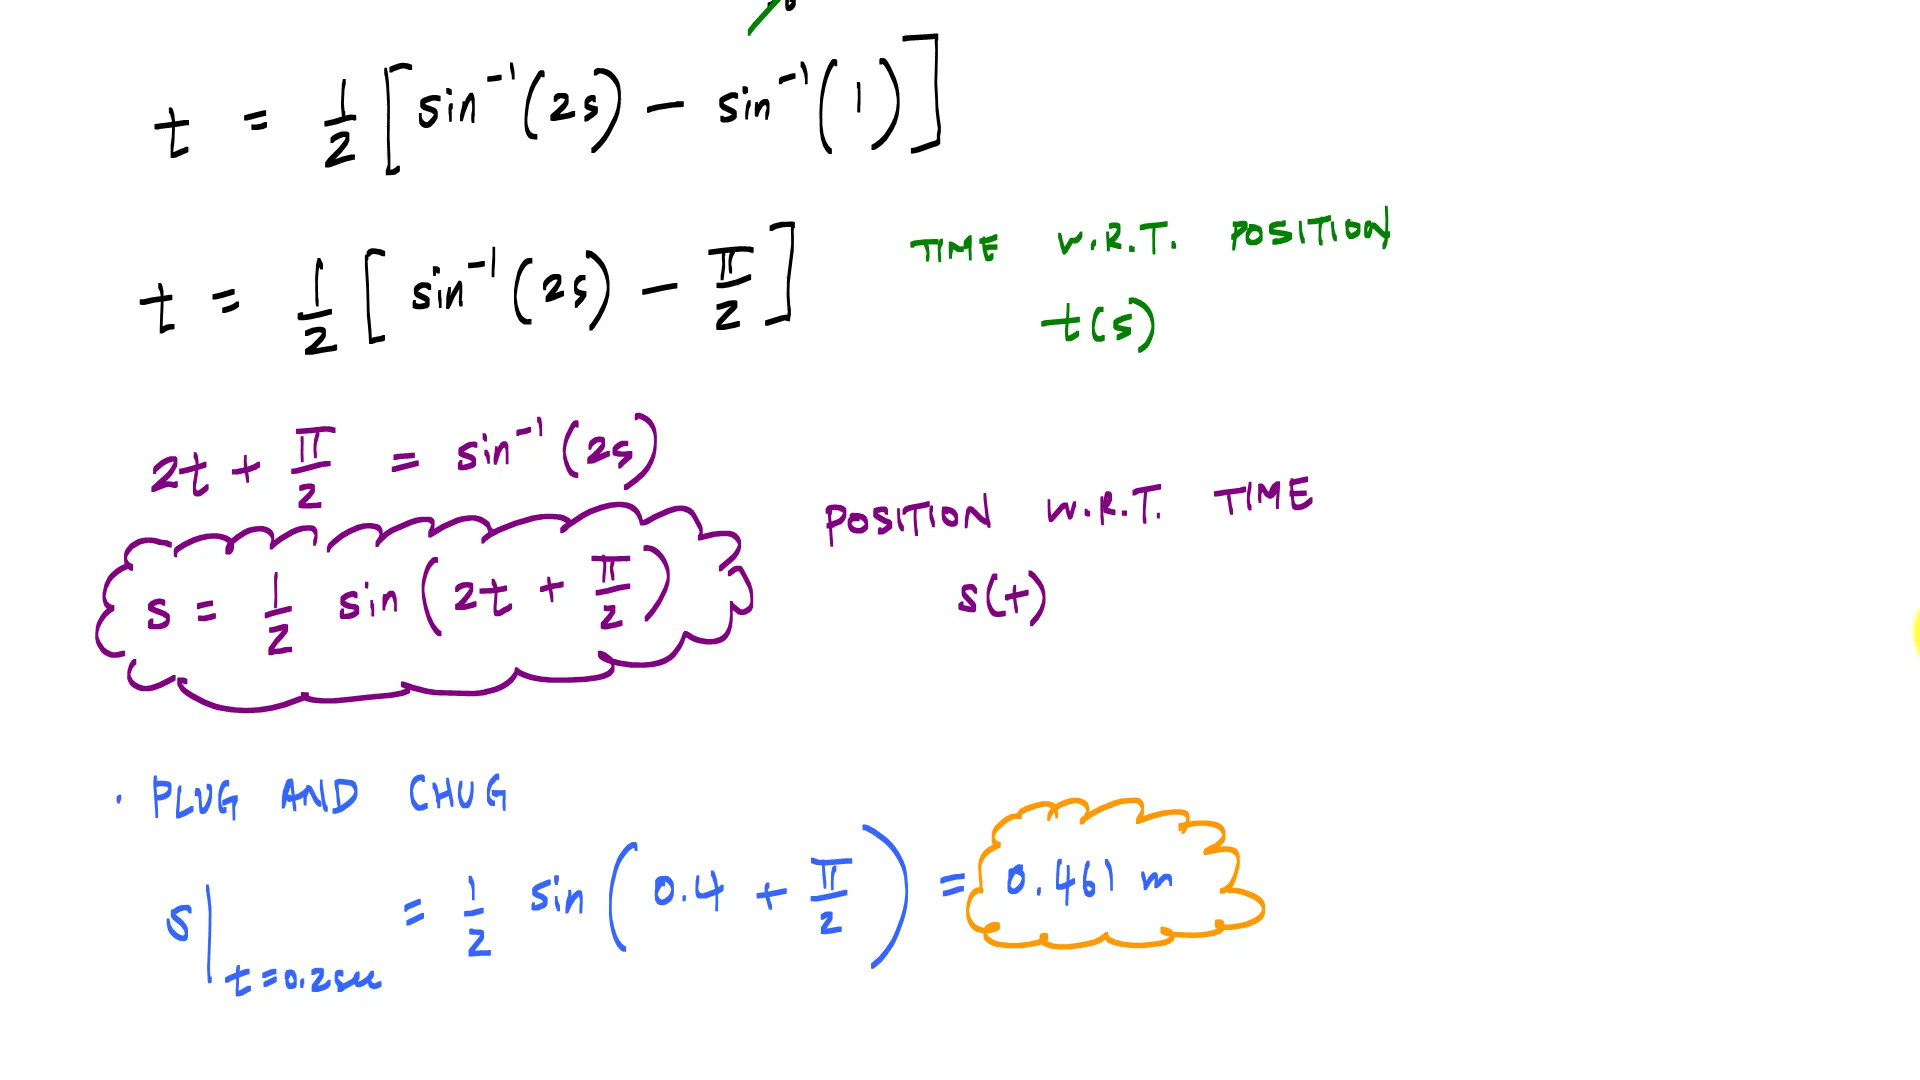 t = 1/2 [sin⁻¹(2s) − sin⁻¹(1)]
t = 1/2 [sin⁻¹(2s) − π/2]
TIME W.R.T. POSITION
t(s)
2t + π/2 = sin⁻¹(2s)
s = 1/2 sin(2t + π/2)
POSITION W.R.T. TIME
s(t)
· PLUG AND CHUG
s|t=0.2sec = 1/2 sin(0.4 + π/2) = 0.461 m